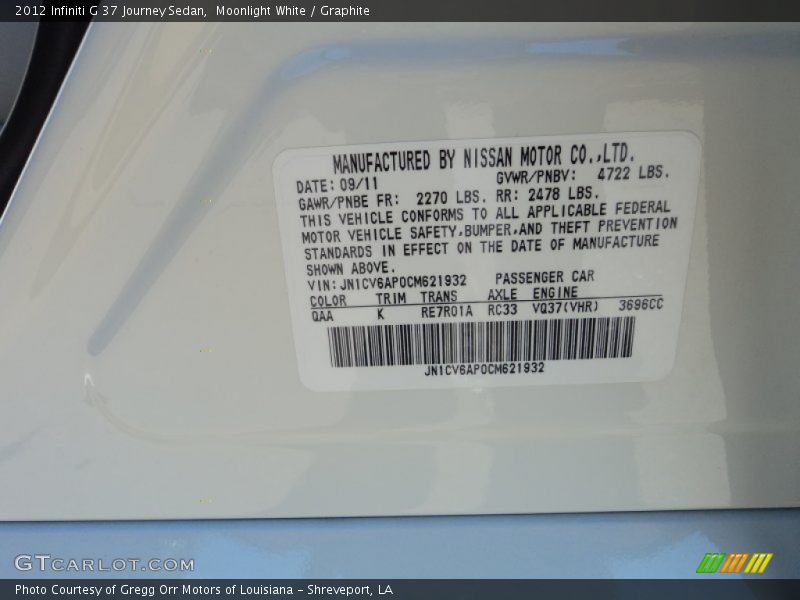 2012 Infiniti G 37 Journey Sedan,  Moonlight White / Graphite
MANUFACTURED BY NISSAN MOTOR CO.,LTD.
DATE: 09/11 GVWR/PNBV: 4722 LBS.
GAWR/PNBE FR: 2270 LBS. RR: 2478 LBS.
THIS VEHICLE CONFORMS TO ALL APPLICABLE FEDERAL
MOTOR VEHICLE SAFETY,BUMPER,AND THEFT PREVENTION
STANDARDS IN EFFECT ON THE DATE OF MANUFACTURE
SHOWN ABOVE.
VIN: JN1CV6AP0CM621932 PASSENGER CAR
COLOR TRIM TRANS AXLE ENGINE
QAA K RE7R01A RC33 VQ37(VHR) 3696CC
JN1CV6AP0CM621932
GTCARLOT.COM
Photo Courtesy of Gregg Orr Motors of Louisiana - Shreveport, LA